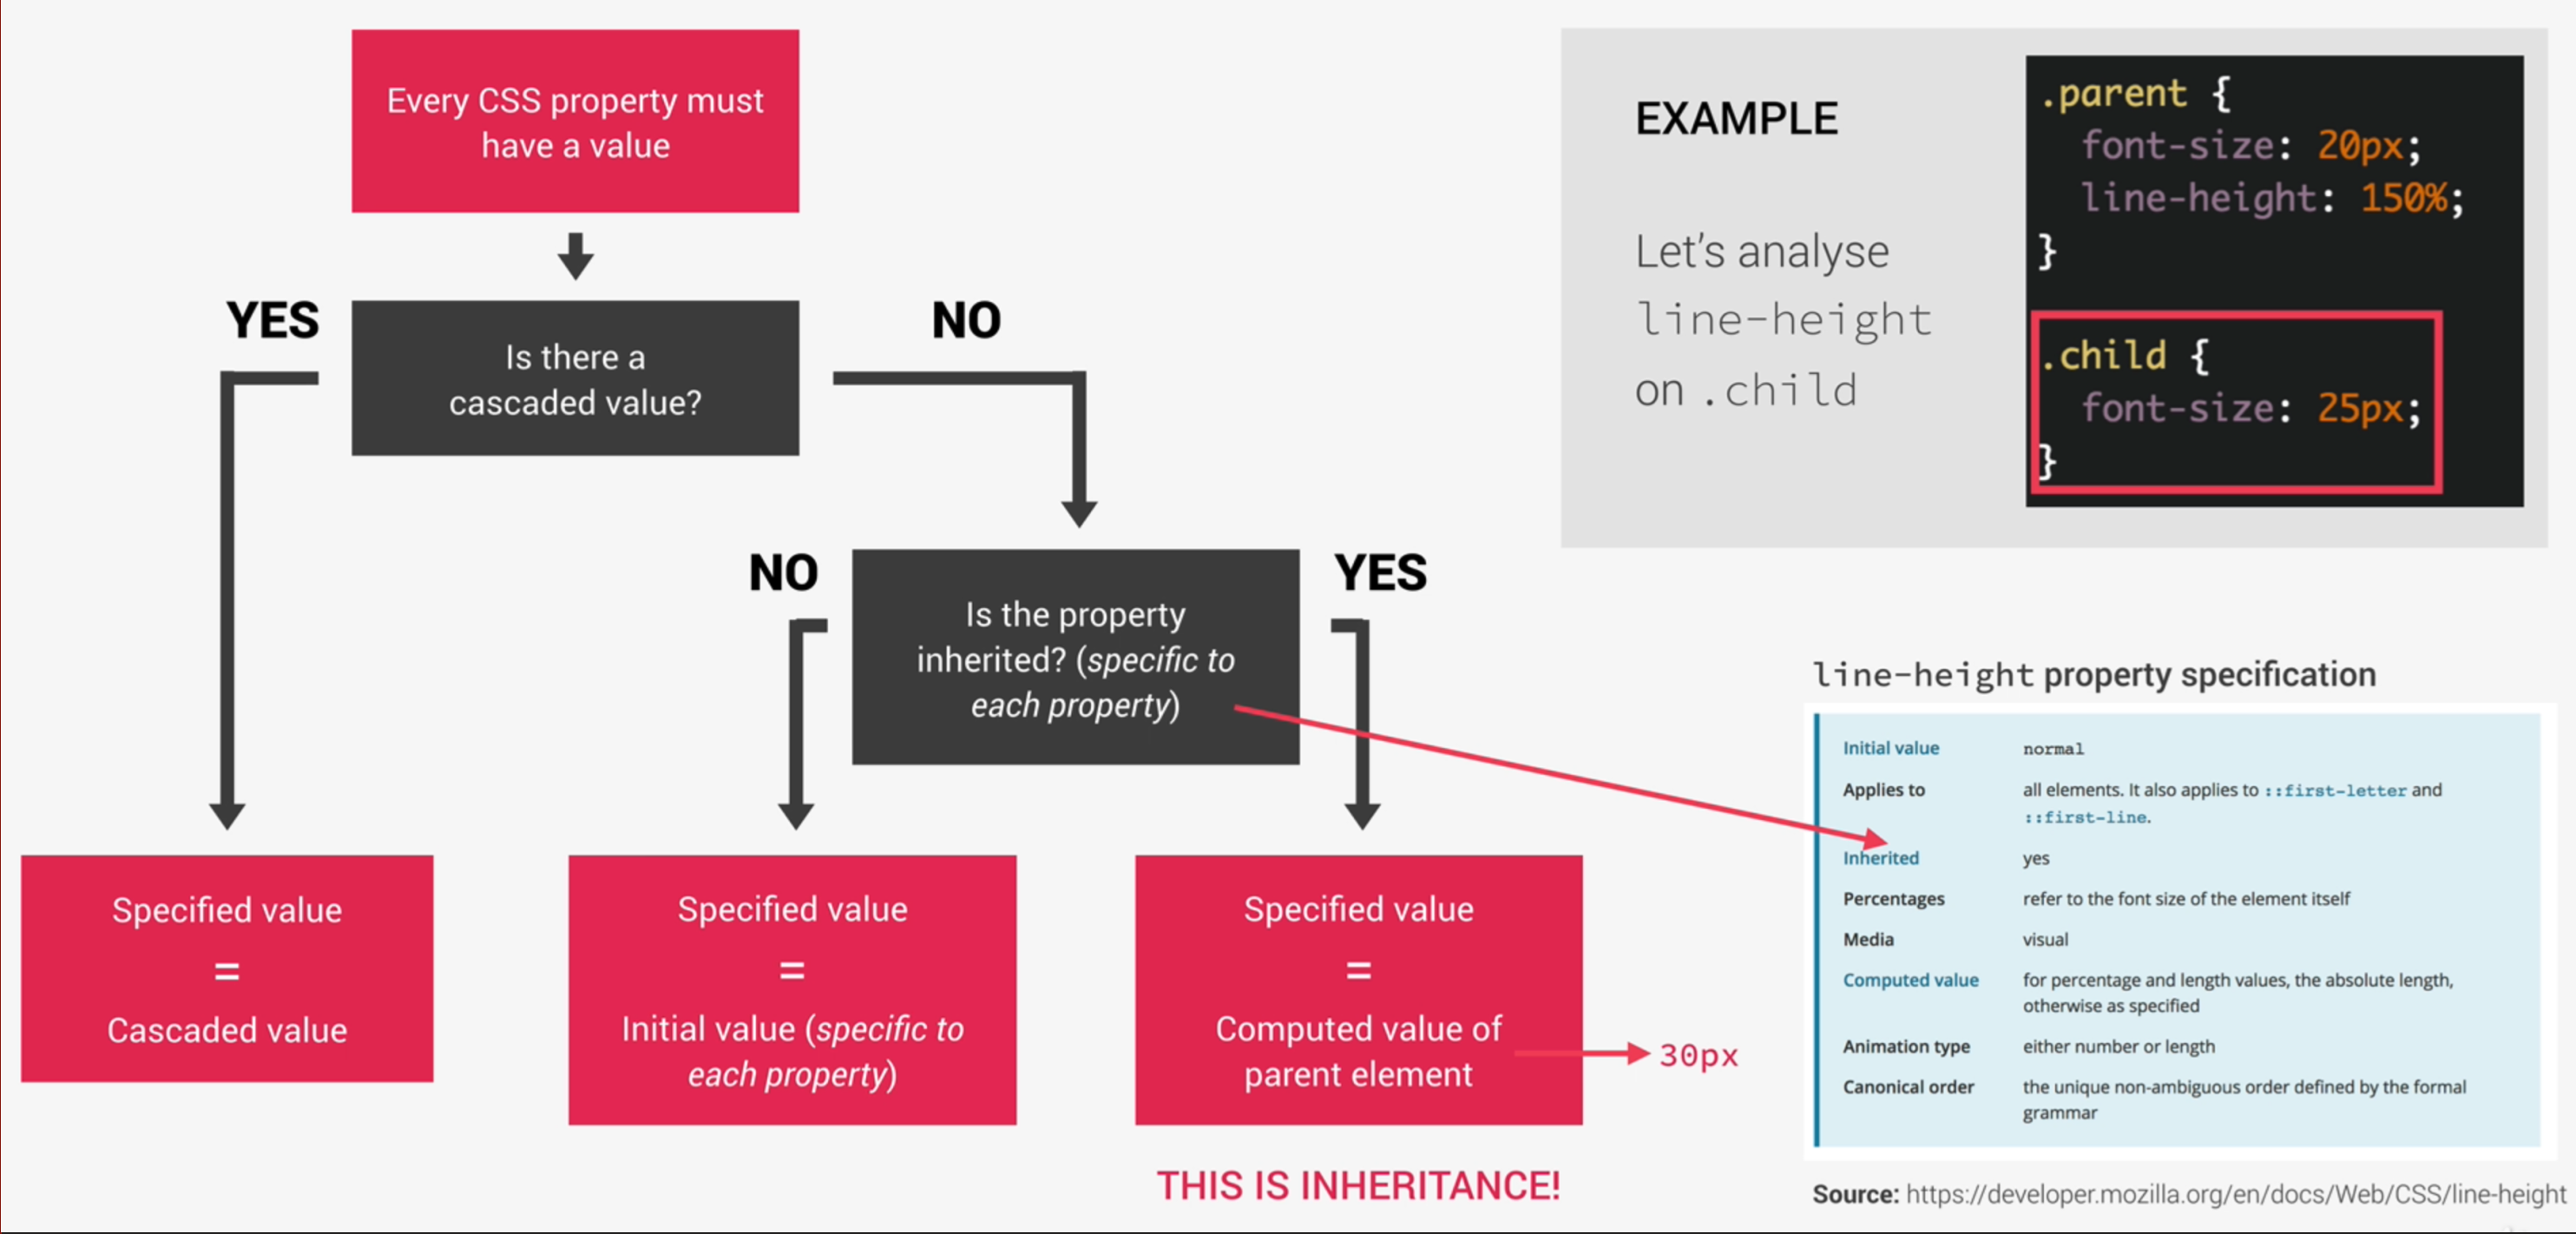 Every CSS property must
have a value
YES
Is there a
cascaded value?
NO
NO
Is the property
inherited? (specific to
each property)
YES
Specified value
=
Cascaded value
Specified value
=
Initial value (specific to
each property)
Specified value
=
Computed value of
parent element
30px
THIS IS INHERITANCE!
EXAMPLE
Let’s analyse
line-height
on .child
.parent {
font-size: 20px;
line-height: 150%;
}
.child {
font-size: 25px;
}
line-height property specification
Initial value normal
Applies to all elements. It also applies to ::first-letter and
::first-line.
Inherited yes
Percentages refer to the font size of the element itself
Media visual
Computed value for percentage and length values, the absolute length,
otherwise as specified
Animation type either number or length
Canonical order the unique non-ambiguous order defined by the formal
grammar
Source: https://developer.mozilla.org/en/docs/Web/CSS/line-height